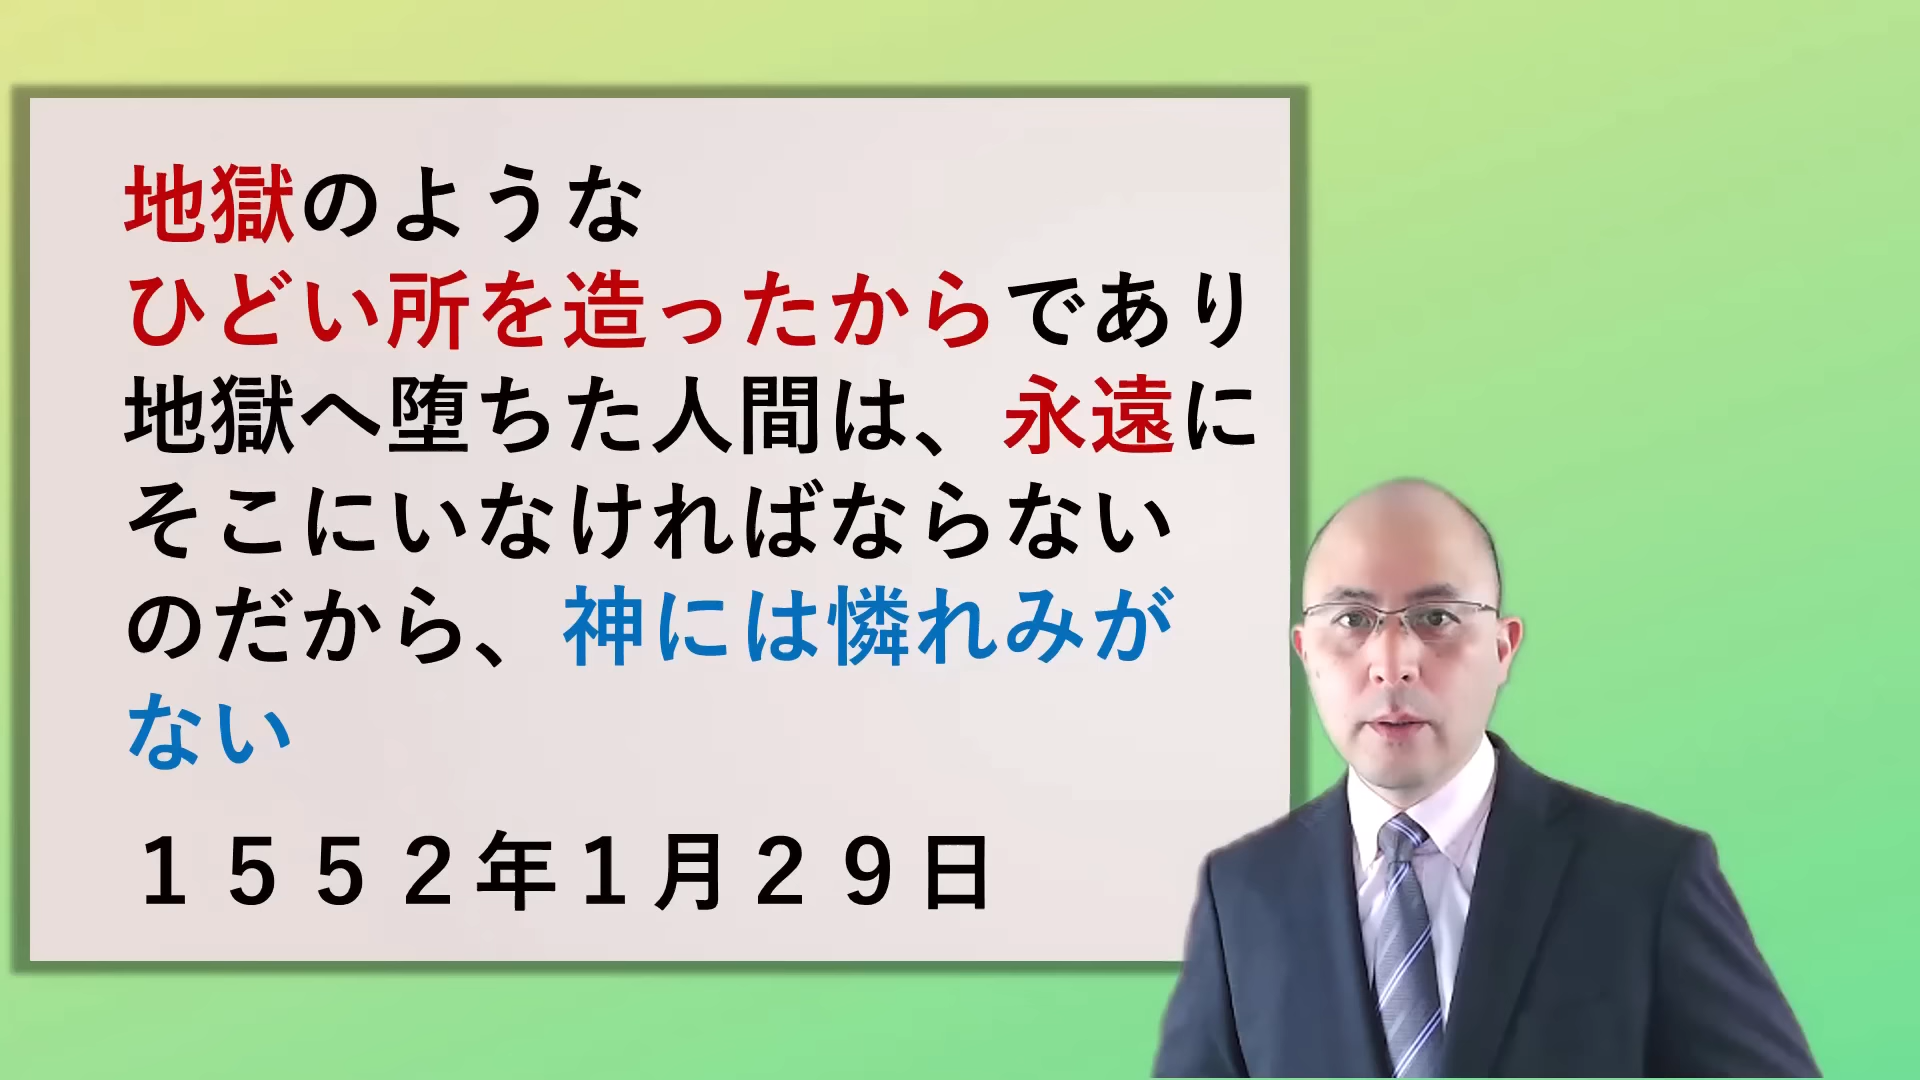 地獄のような
ひどい所を造ったからであり
地獄へ堕ちた人間は、永遠に
そこにいなければならない
のだから、神には憐れみが
ない
１５５２年１月２９日